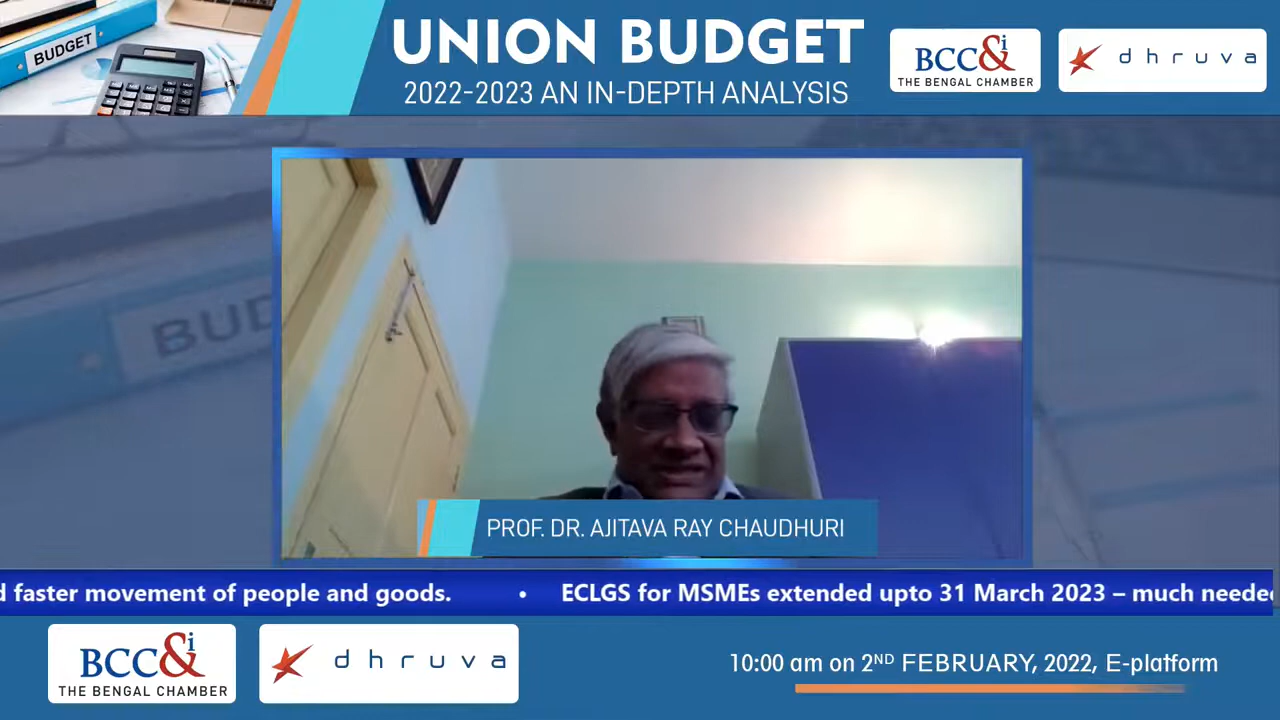 BUDGET
UNION BUDGET
2022-2023 AN IN-DEPTH ANALYSIS
BCC&i
THE BENGAL CHAMBER
dhruva
BUD
PROF. DR. AJITAVA RAY CHAUDHURI
faster movement of people and goods. • ECLGS for MSMEs extended upto 31 March 2023 – much
BCC&i
THE BENGAL CHAMBER
dhruva
10:00 am on 2ND FEBRUARY, 2022, E-platform